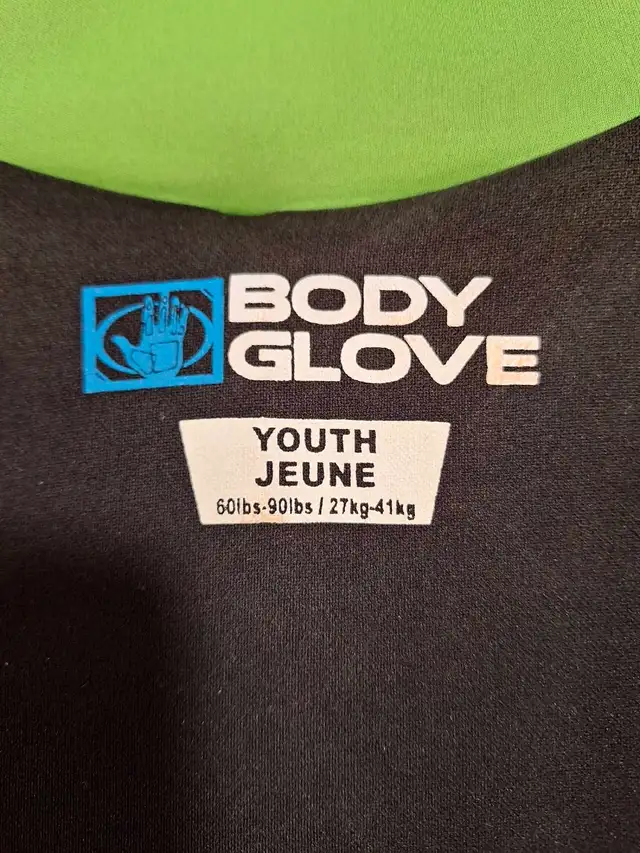 BODY
GLOVE
YOUTH
JEUNE
60lbs-90lbs / 27kg-41kg